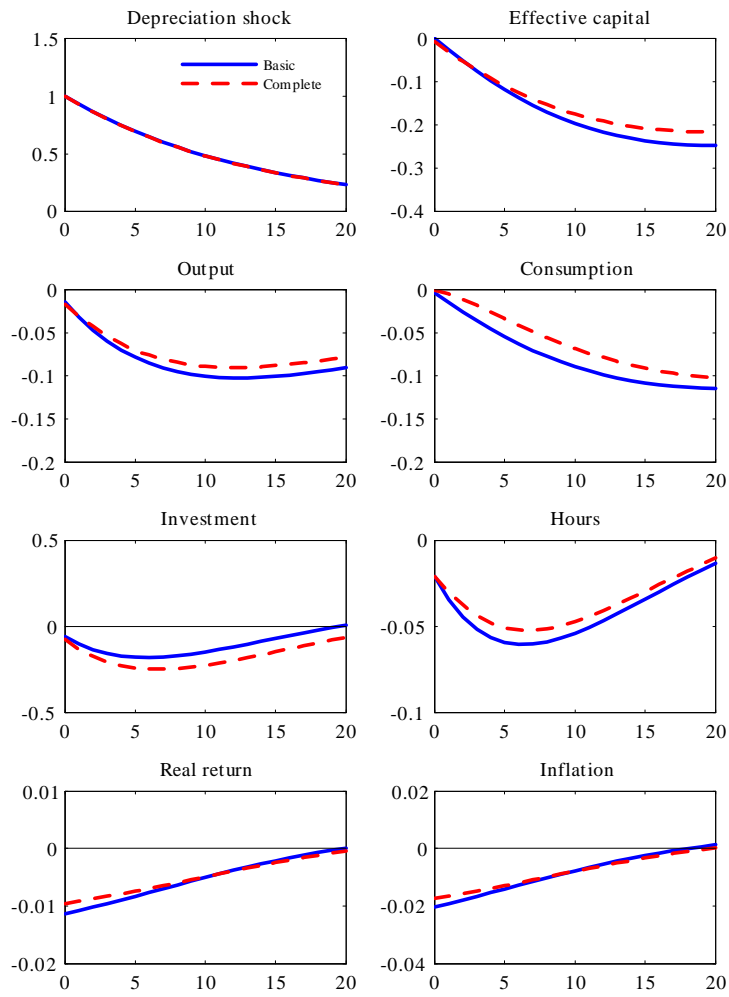 Depreciation shock
1.5
1
0.5
0
0 5 10 15 20
Basic
Complete
Effective capital
0
-0.1
-0.2
-0.3
-0.4
0 5 10 15 20
Output
0
-0.05
-0.1
-0.15
-0.2
0 5 10 15 20
Consumption
0
-0.05
-0.1
-0.15
-0.2
0 5 10 15 20
Investment
0.5
0
-0.5
0 5 10 15 20
Hours
0
-0.05
-0.1
0 5 10 15 20
Real return
0.01
0
-0.01
-0.02
0 5 10 15 20
Inflation
0.02
0
-0.02
-0.04
0 5 10 15 20